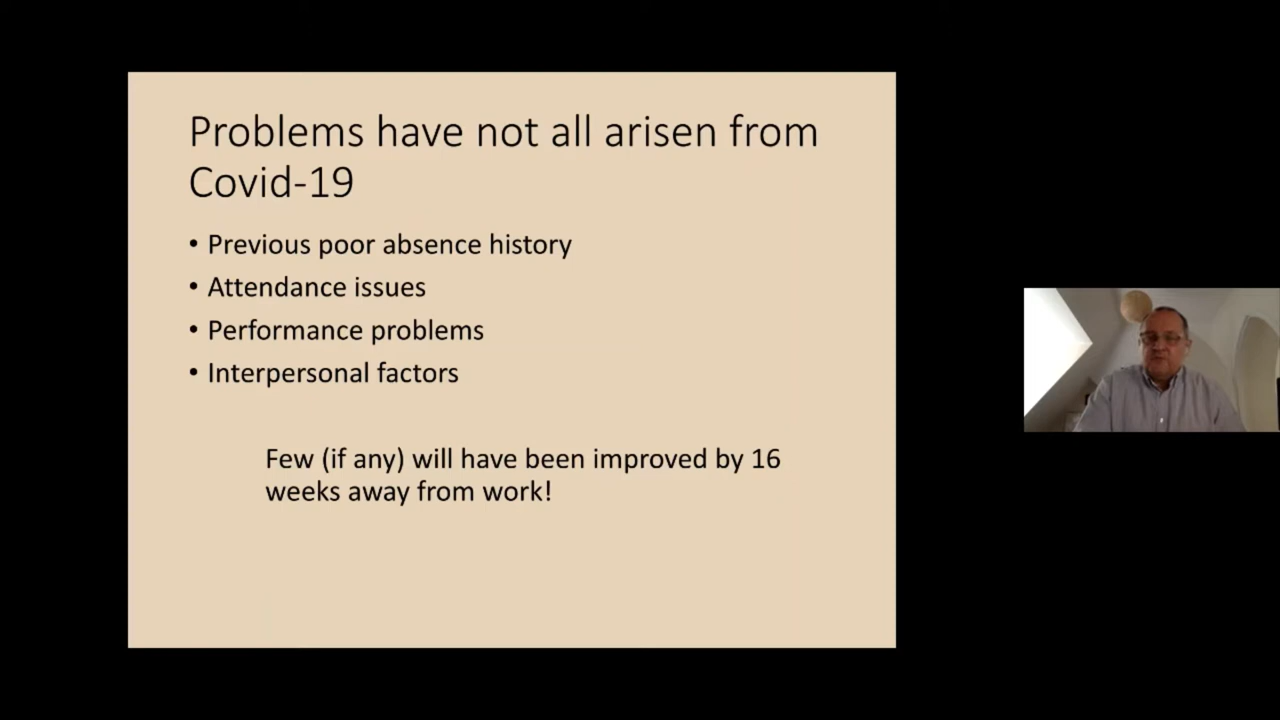 Problems have not all arisen from
Covid-19
• Previous poor absence history
• Attendance issues
• Performance problems
• Interpersonal factors
Few (if any) will have been improved by 16
weeks away from work!